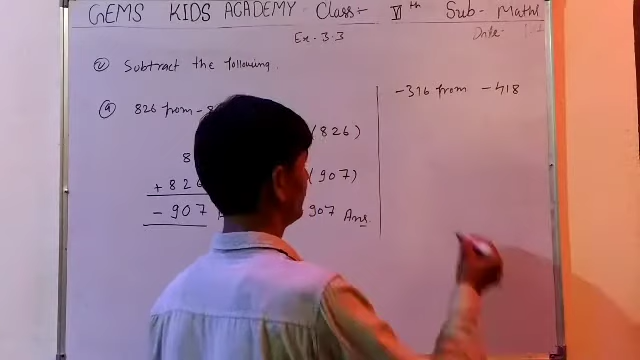 GEMS KIDS ACADEMY Class:- VIth Sub- Maths
Date:-
Ex-3.3
Subtract the following.
(a) 826 from - 8
-316 from -418
(826)
8
+ 826
(907)
- 907
907 Ans.